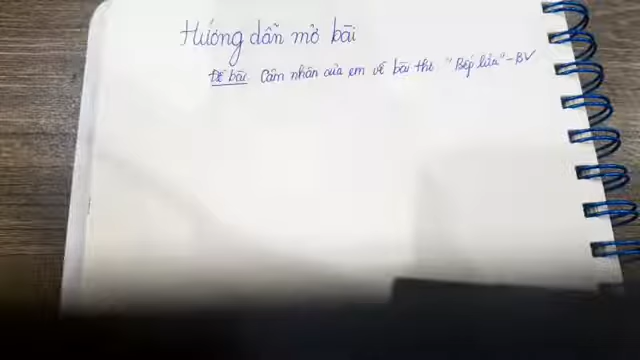 Hướng dẫn mở bài
Đề bài. Cảm nhận của em về bài thơ "Bếp lửa" - BV